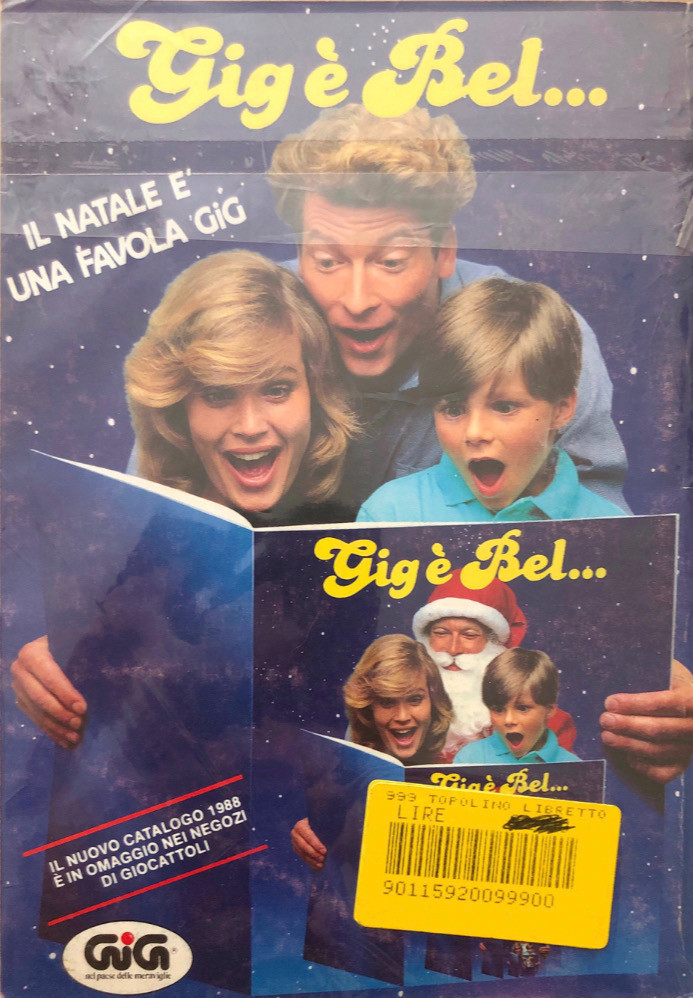 Gig è Bel...
IL NATALE E'
UNA FAVOLA GiG
Gig è Bel...
Gig è Bel...
999 TOPOLINO LIBRETTO
LIRE
90115920099900
IL NUOVO CATALOGO 1988
È IN OMAGGIO NEI NEGOZI
DI GIOCATTOLI
GiG®
nel paese delle meraviglie